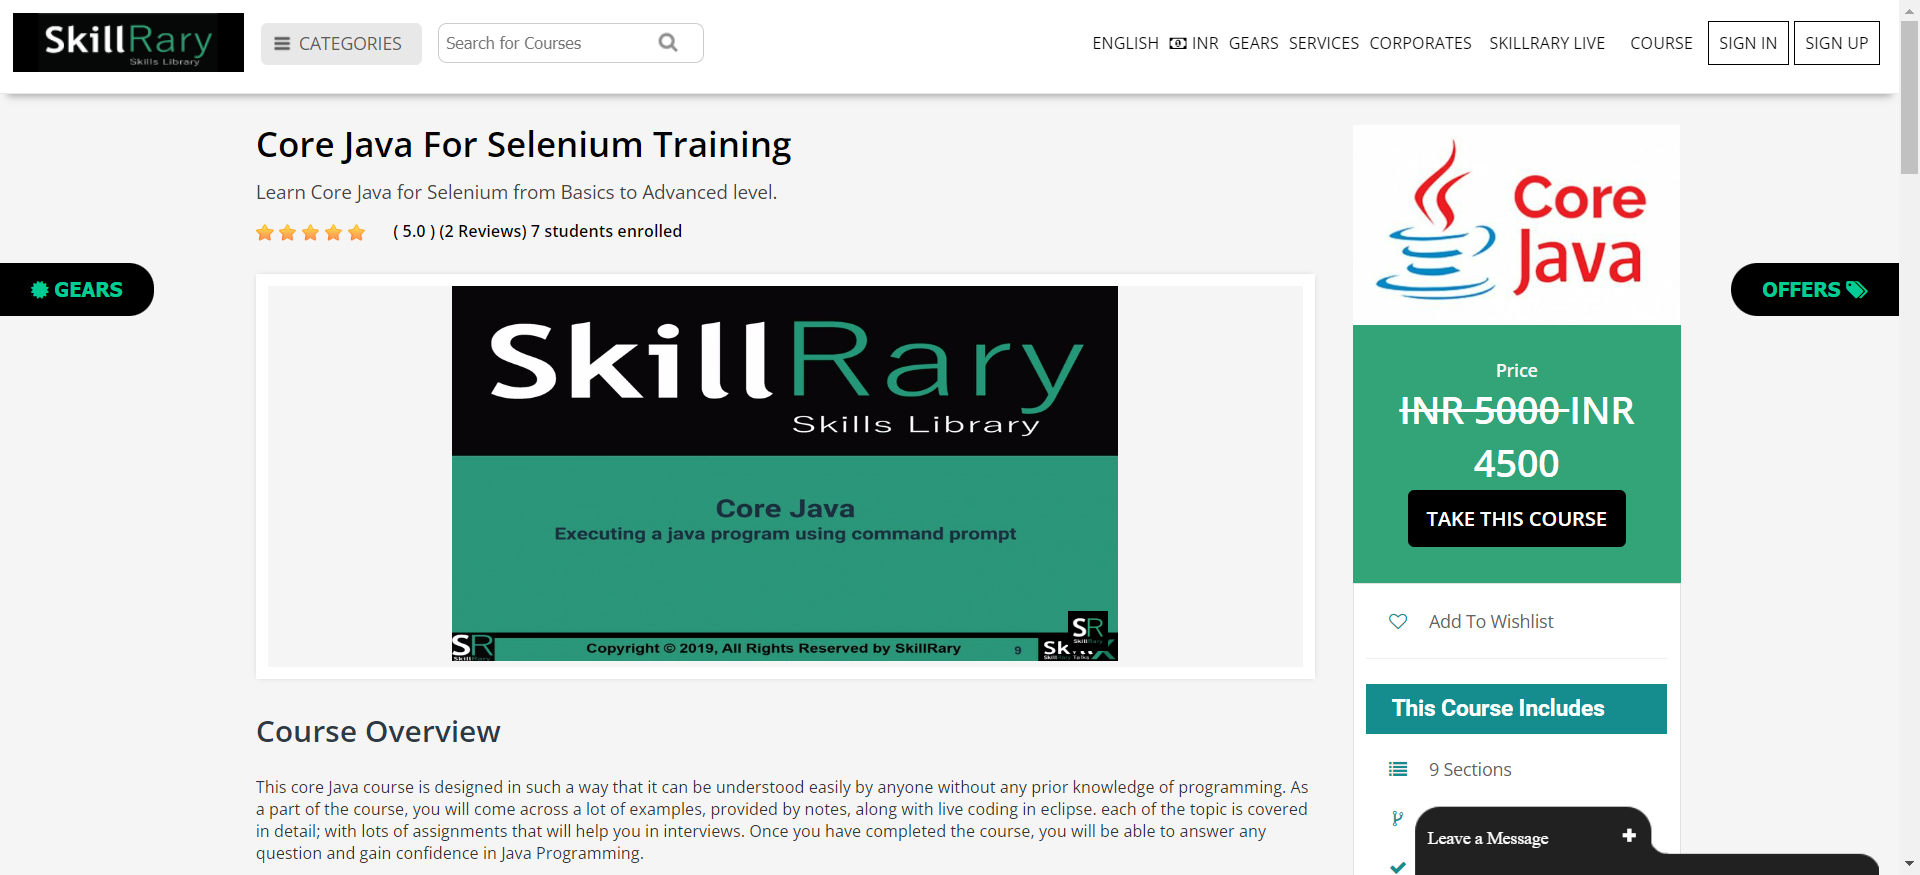 SkillRary
Skills Library
CATEGORIES
Search for Courses
ENGLISH INR GEARS SERVICES CORPORATES SKILLRARY LIVE COURSE SIGN IN SIGN UP
Core Java For Selenium Training
Learn Core Java for Selenium from Basics to Advanced level.
( 5.0 ) (2 Reviews) 7 students enrolled
GEARS
OFFERS
SkillRary
Skills Library
Core Java
Executing a java program using command prompt
SR
SkillRary
Copyright © 2019, All Rights Reserved by SkillRary
9
SR
Course Overview
This core Java course is designed in such a way that it can be understood easily by anyone without any prior knowledge of programming. As
a part of the course, you will come across a lot of examples, provided by notes, along with live coding in eclipse. each of the topic is covered
in detail; with lots of assignments that will help you in interviews. Once you have completed the course, you will be able to answer any
question and gain confidence in Java Programming.
Core
Java
Price
INR 5000 INR
4500
TAKE THIS COURSE
Add To Wishlist
This Course Includes
9 Sections
Leave a Message